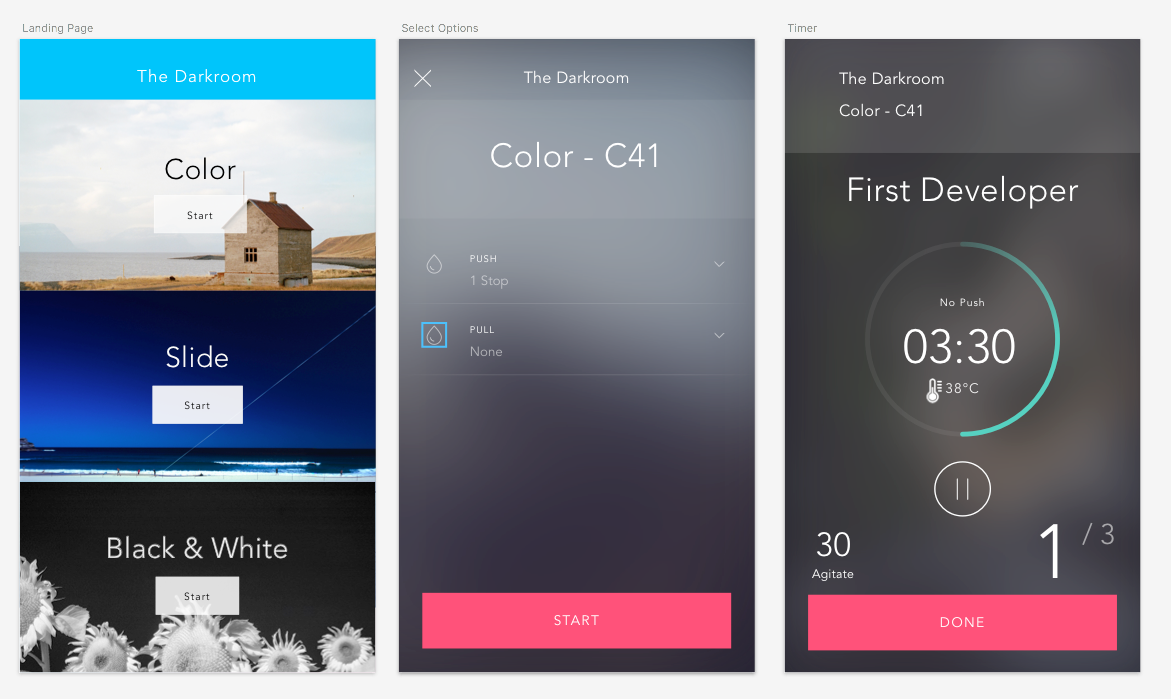 Landing Page
The Darkroom
Color
Start
Slide
Start
Black & White
Start
Select Options
The Darkroom
Color - C41
PUSH
1 Stop
PULL
None
START
Timer
The Darkroom
Color - C41
First Developer
No Push
03:30
38°C
30
Agitate
1 / 3
DONE